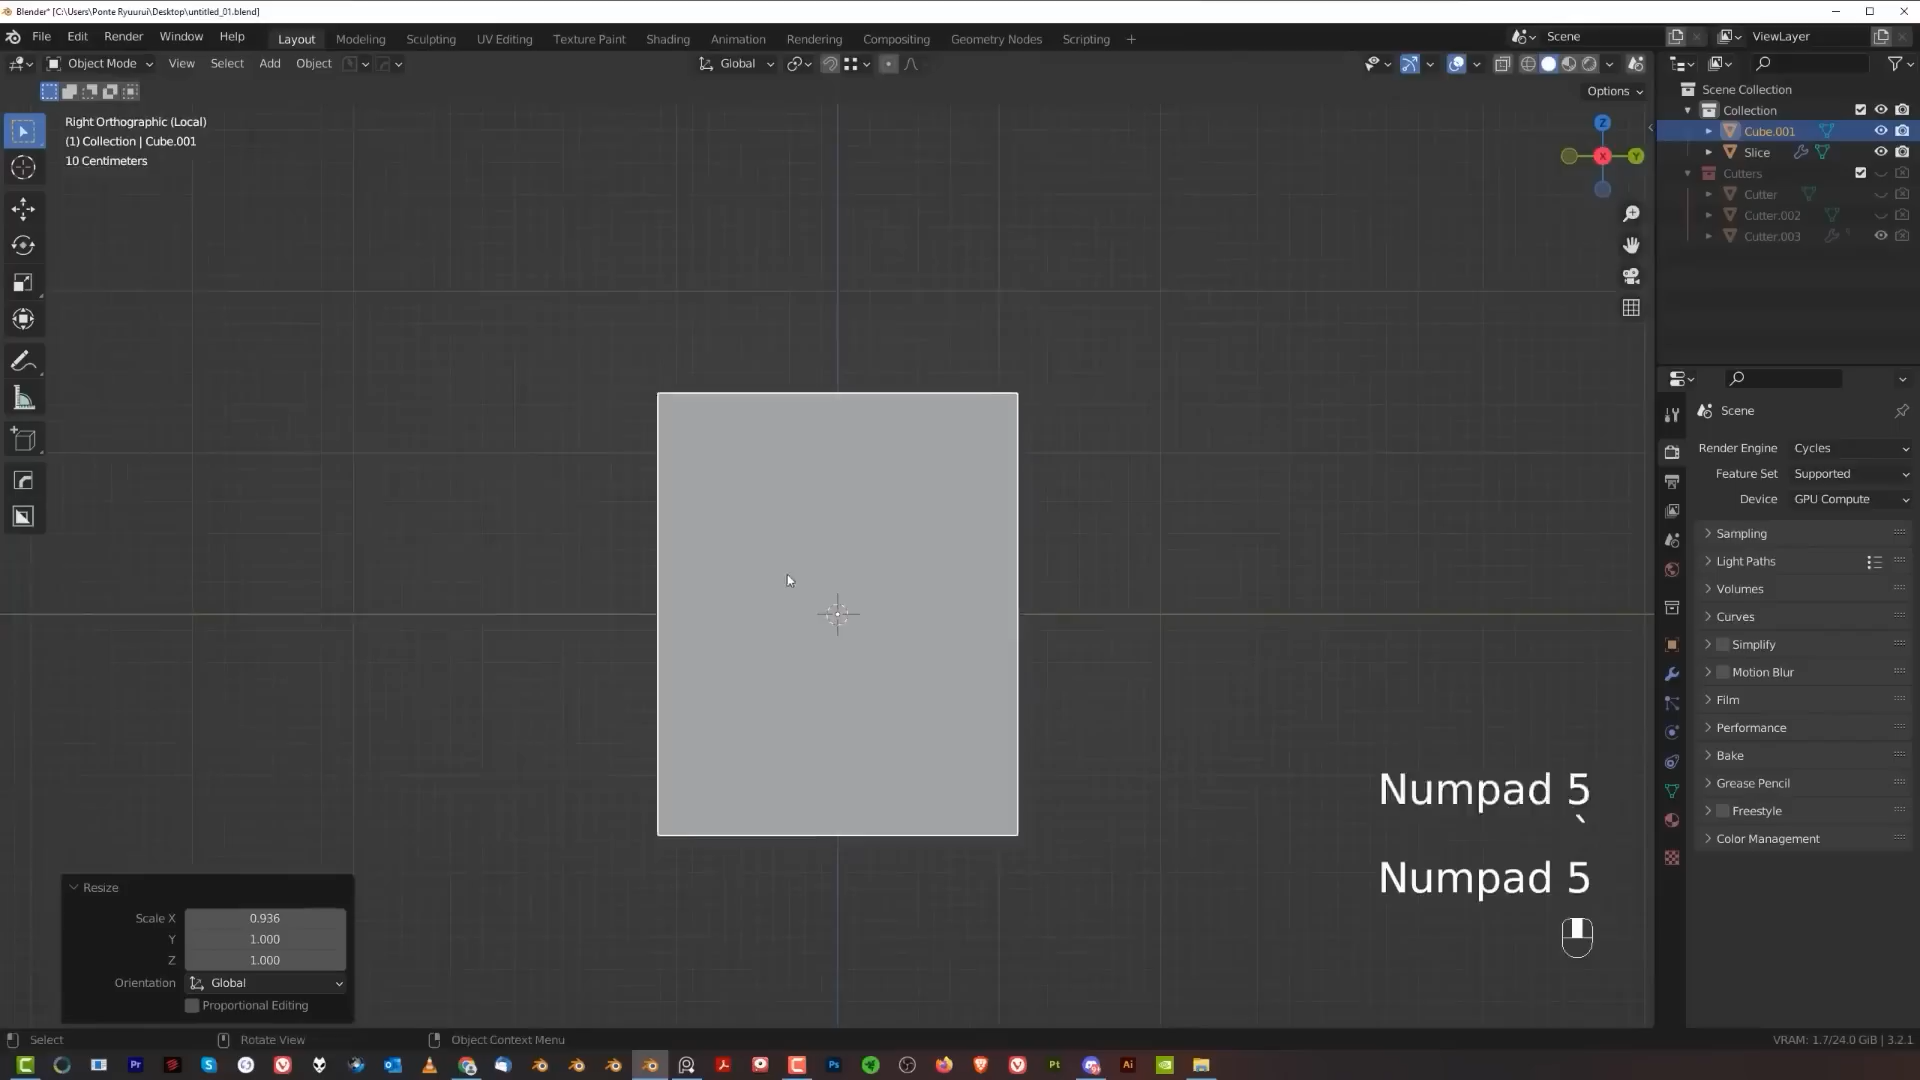 Blender* [C:\Users\Ponte Ryuurui\Desktop\untitled_01.blend]
File Edit Render Window Help
Layout Modeling Sculpting UV Editing Texture Paint Shading Animation Rendering Compositing Geometry Nodes Scripting +
Scene
ViewLayer
Object Mode View Select Add Object
Global
Options
Right Orthographic (Local)
(1) Collection | Cube.001
10 Centimeters
Z
X
Y
Scene Collection
Collection
Cube.001
Slice
Cutters
Cutter
Cutter.002
Cutter.003
Scene
Render Engine Cycles
Feature Set Supported
Device GPU Compute
Sampling
Light Paths
Volumes
Curves
Simplify
Motion Blur
Film
Performance
Bake
Grease Pencil
Freestyle
Color Management
Numpad 5
`
Numpad 5
Resize
Scale X 0.936
Y 1.000
Z 1.000
Orientation Global
Proportional Editing
Select
Rotate View
Object Context Menu
VRAM: 1.7/24.0 GiB | 3.2.1
Pr
S
Ps
Pt
Ai